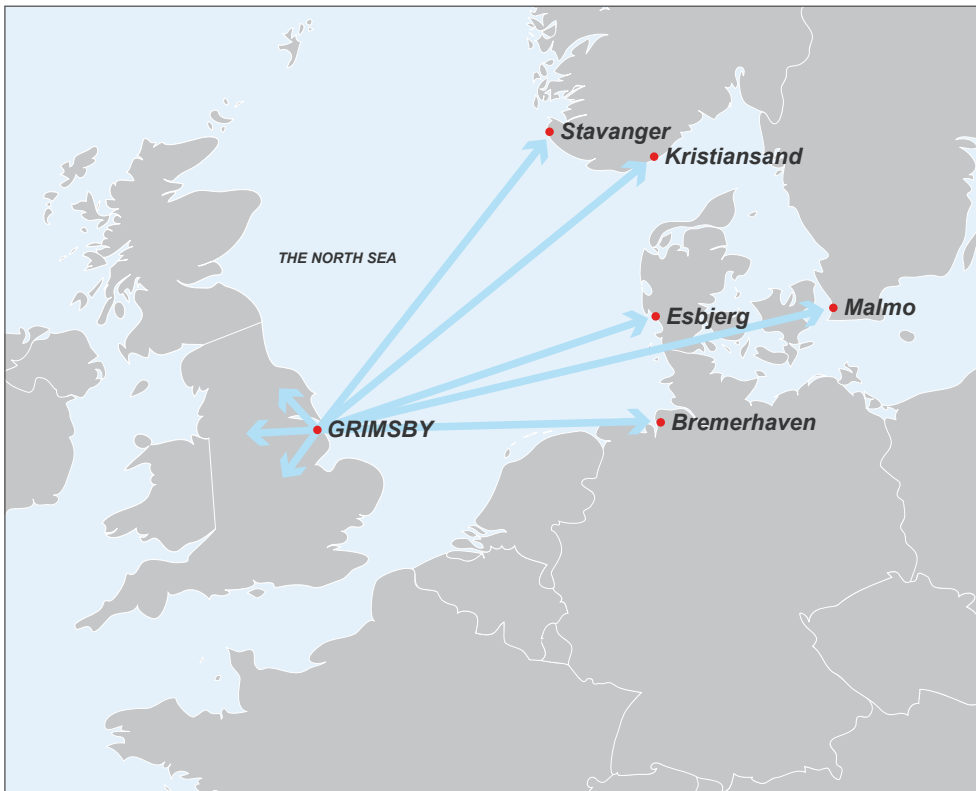 Stavanger
Kristiansand
THE NORTH SEA
Esbjerg
Malmo
Bremerhaven
GRIMSBY